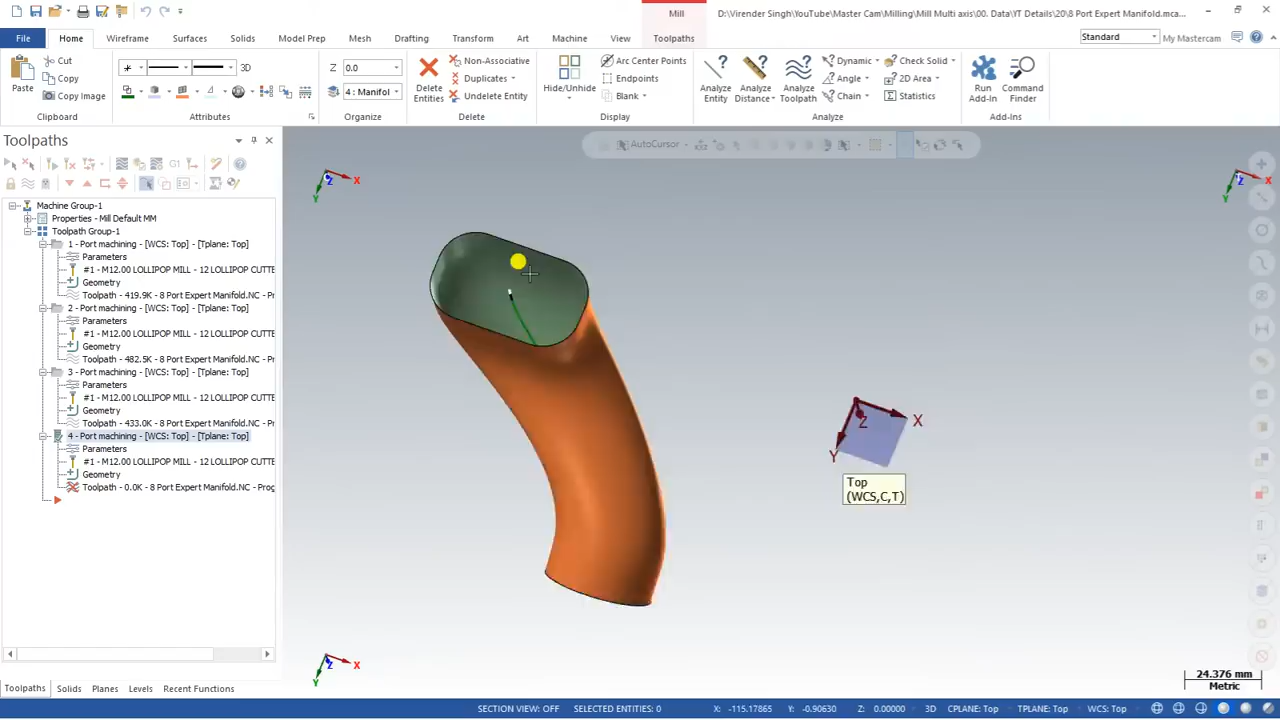 Mill
D:\Virender Singh\YouTube\Master Cam\Milling\Mill Multi axis\00. Data\YT Details\20\8 Port Expert Manifold.mca...
File Home Wireframe Surfaces Solids Model Prep Mesh Drafting Transform Art Machine View Toolpaths Standard My Mastercam
Paste
Cut
Copy
Copy Image
Clipboard
3D
Attributes
Z 0.0
4 : Manifol
Organize
Delete Entities
Non-Associative
Duplicates
Undelete Entity
Delete
Hide/Unhide
Arc Center Points
Endpoints
Blank
Display
Analyze Entity
Analyze Distance
Analyze Toolpath
Dynamic
Angle
Chain
Check Solid
2D Area
Statistics
Analyze
Run Add-In
Command Finder
Add-Ins
Toolpaths
AutoCursor
G1
Machine Group-1
Properties - Mill Default MM
Toolpath Group-1
1 - Port machining - [WCS: Top] - [Tplane: Top]
Parameters
#1 - M12.00 LOLLIPOP MILL - 12 LOLLIPOP CUTTE
Geometry
Toolpath - 419.9K - 8 Port Expert Manifold.NC - Pro
2 - Port machining - [WCS: Top] - [Tplane: Top]
Parameters
#1 - M12.00 LOLLIPOP MILL - 12 LOLLIPOP CUTTE
Geometry
Toolpath - 482.5K - 8 Port Expert Manifold.NC - Pro
3 - Port machining - [WCS: Top] - [Tplane: Top]
Parameters
#1 - M12.00 LOLLIPOP MILL - 12 LOLLIPOP CUTTE
Geometry
Toolpath - 433.0K - 8 Port Expert Manifold.NC - Pro
4 - Port machining - [WCS: Top] - [Tplane: Top]
Parameters
#1 - M12.00 LOLLIPOP MILL - 12 LOLLIPOP CUTTE
Geometry
Toolpath - 0.0K - 8 Port Expert Manifold.NC - Prog
Z X
Y
Z X
Y
X
Z
Y
Top
(WCS,C,T)
Z X
Y
24.376 mm
Metric
Toolpaths Solids Planes Levels Recent Functions
SECTION VIEW: OFF SELECTED ENTITIES: 0 X: -115.17865 Y: -0.90630 Z: 0.00000 3D CPLANE: Top TPLANE: Top WCS: Top